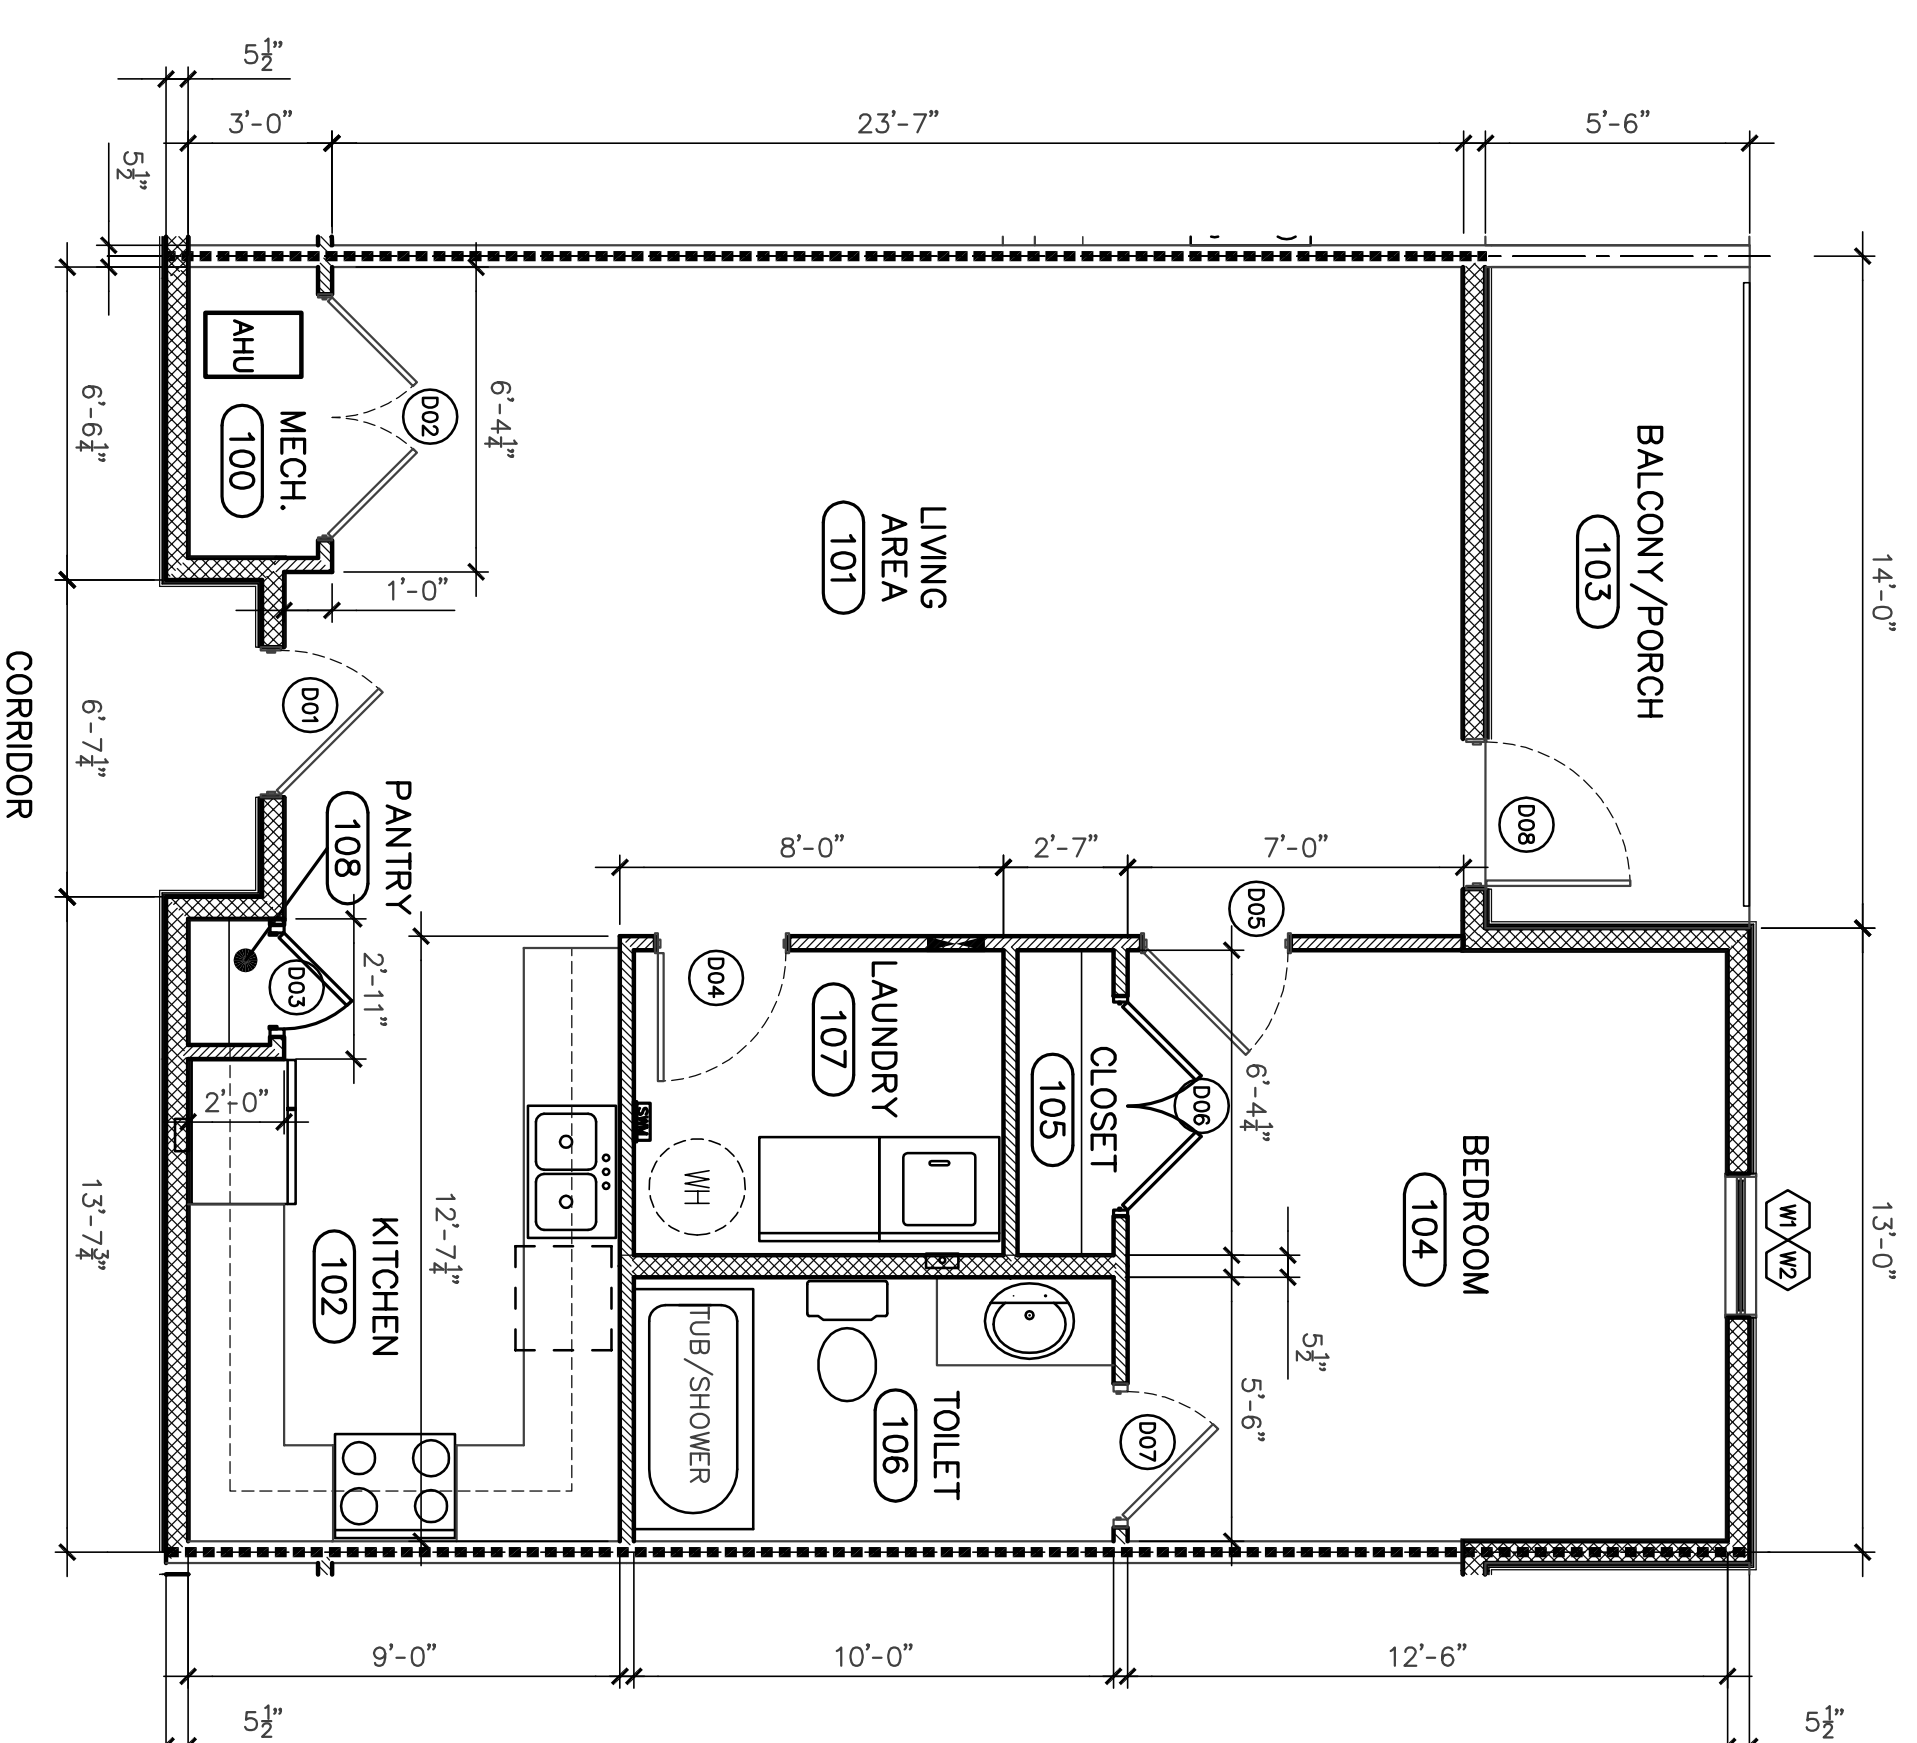 5½”
3’-0”
23’-7”
5’-6”
5½”
14’-0”
AHU
MECH.
100
D02
6’-4¼”
6’-6¼”
1’-0”
LIVING
AREA
101
BALCONY/PORCH
103
D08
CORRIDOR
6’-7¼”
D01
PANTRY
108
8’-0”
2’-7”
7’-0”
D05
D03
2’-11”
2’-0”
D04
LAUNDRY
107
SWM
WH
CLOSET
105
D06
6’-4¼”
BEDROOM
104
W1
W2
13’-0”
13’-7¾”
12’-7¼”
KITCHEN
102
TUB/SHOWER
TOILET
106
D07
5½”
5’-6”
9’-0”
10’-0”
12’-6”
5½”
5½”